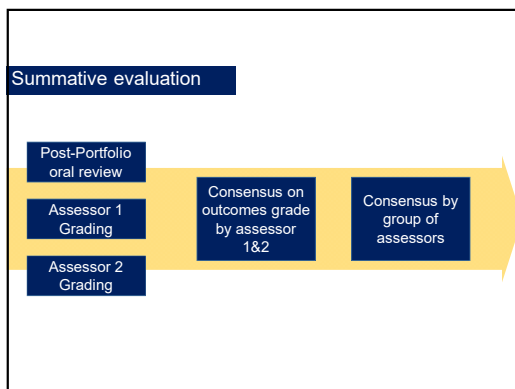 Summative evaluation
Post-Portfolio
oral review
Assessor 1
Grading
Assessor 2
Grading
Consensus on
outcomes grade
by assessor
1&2
Consensus by
group of
assessors